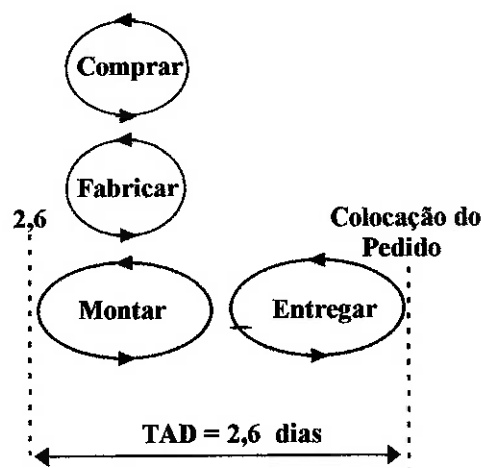 Comprar
Fabricar
2,6
Colocação do
Pedido
Montar
Entregar
TAD = 2,6 dias